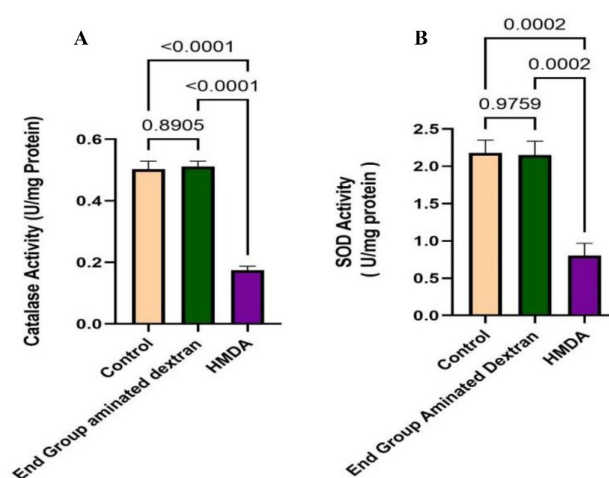 A
<0.0001
<0.0001
0.8905
Catalase Activity (U/mg Protein)
0.6
0.4
0.2
0.0
Control
End Group aminated dextran
HMDA
B
0.0002
0.0002
0.9759
SOD Activity
( U/mg protein )
2.5
2.0
1.5
1.0
0.5
0.0
Control
End Group Aminated Dextran
HMDA